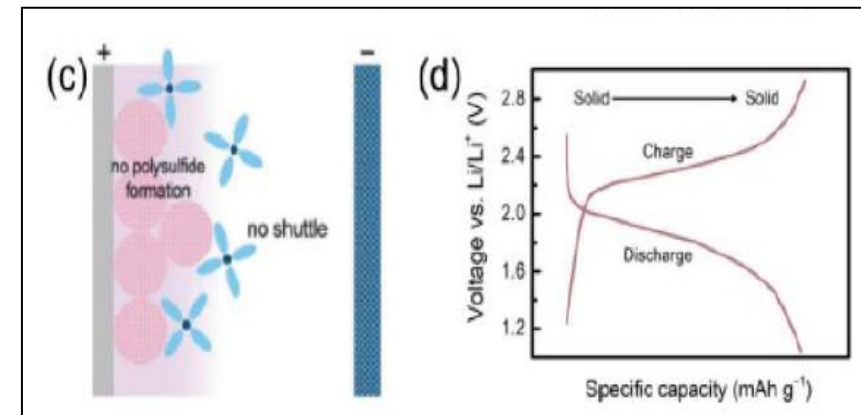 (c)
+
−
no polysulfide
formation
no shuttle
(d)
Voltage vs. Li/Li⁺ (V)
2.8
2.4
2.0
1.6
1.2
Solid
Solid
Charge
Discharge
Specific capacity (mAh g⁻¹)